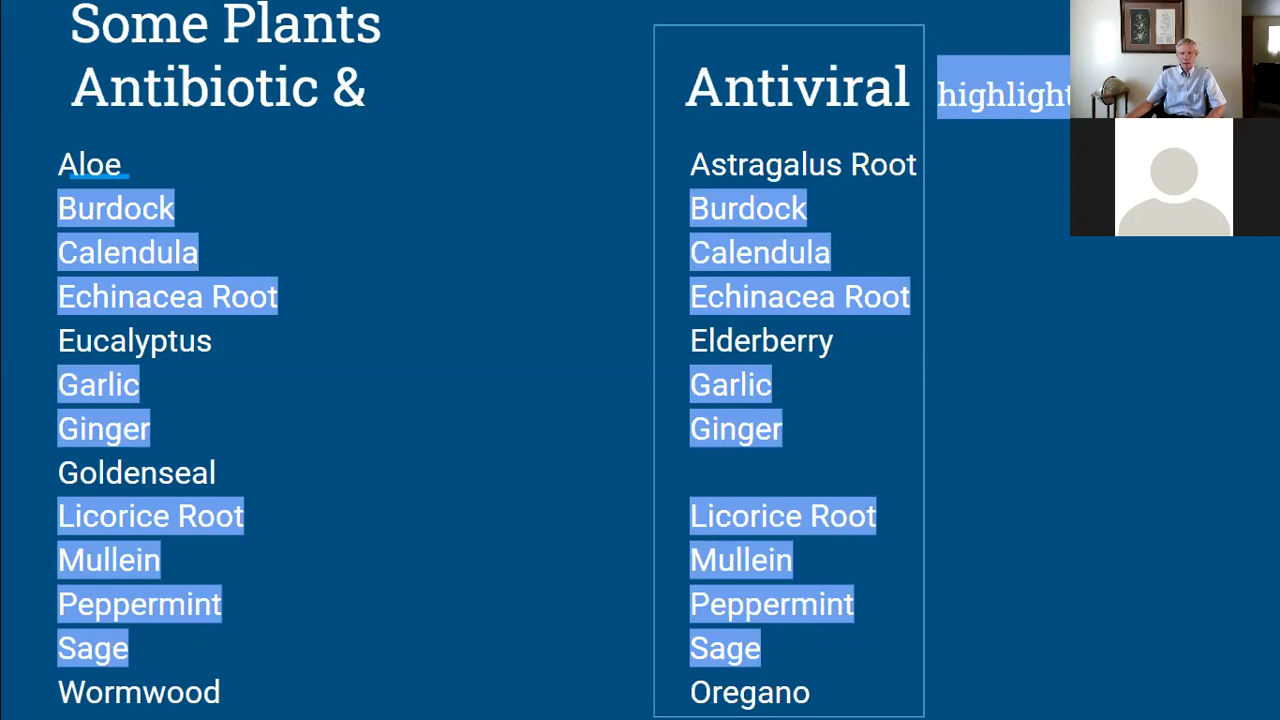 Some Plants
Antibiotic &
Aloe
Burdock
Calendula
Echinacea Root
Eucalyptus
Garlic
Ginger
Goldenseal
Licorice Root
Mullein
Peppermint
Sage
Wormwood
Antiviral
highlight
Astragalus Root
Burdock
Calendula
Echinacea Root
Elderberry
Garlic
Ginger
Licorice Root
Mullein
Peppermint
Sage
Oregano